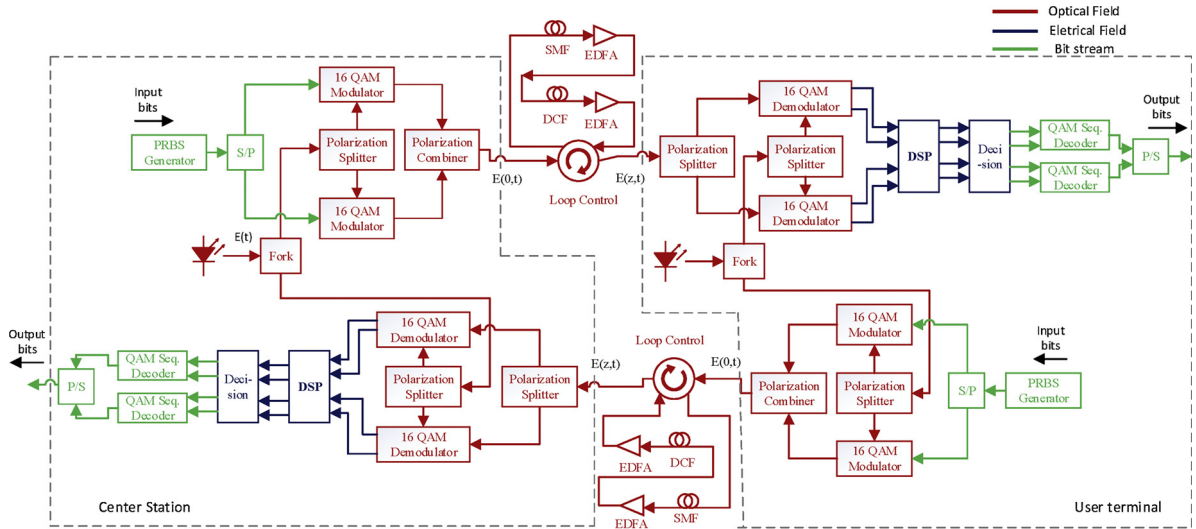 Optical Field
Eletrical Field
Bit stream
SMF
EDFA
DCF
EDFA
Loop Control
E(0,t)
E(z,t)
Input
bits
PRBS
Generator
S/P
16 QAM
Modulator
Polarization
Splitter
Polarization
Combiner
16 QAM
Modulator
E(t)
Fork
Polarization
Splitter
16 QAM
Demodulator
Polarization
Splitter
16 QAM
Demodulator
DSP
Deci
-sion
QAM Seq.
Decoder
QAM Seq.
Decoder
P/S
Output
bits
Fork
Output
bits
P/S
QAM Seq.
Decoder
QAM Seq.
Decoder
Deci-
sion
DSP
16 QAM
Demodulator
Polarization
Splitter
16 QAM
Demodulator
Polarization
Splitter
E(z,t)
Loop Control
E(0,t)
EDFA
DCF
EDFA
SMF
Polarization
Combiner
16 QAM
Modulator
Polarization
Splitter
16 QAM
Modulator
S/P
Input
bits
PRBS
Generator
Center Station
User terminal